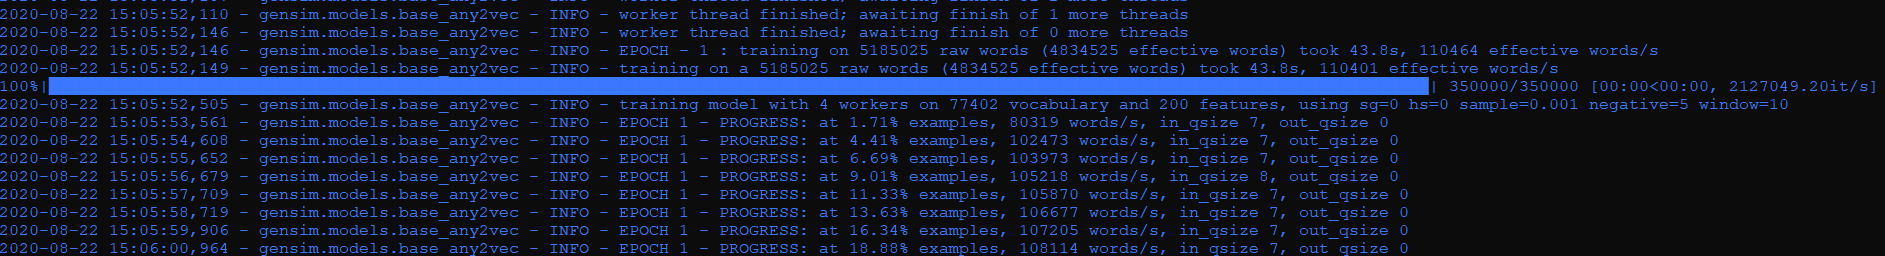 2020-08-22 15:05:52,110 - gensim.models.base_any2vec - INFO - worker thread finished; awaiting finish of 1 more threads
2020-08-22 15:05:52,146 - gensim.models.base_any2vec - INFO - worker thread finished; awaiting finish of 0 more threads
2020-08-22 15:05:52,146 - gensim.models.base_any2vec - INFO - EPOCH - 1 : training on 5185025 raw words (4834525 effective words) took 43.8s, 110464 effective words/s
2020-08-22 15:05:52,149 - gensim.models.base_any2vec - INFO - training on a 5185025 raw words (4834525 effective words) took 43.8s, 110401 effective words/s
100%| | 350000/350000 [00:00<00:00, 2127049.20it/s]
2020-08-22 15:05:52,505 - gensim.models.base_any2vec - INFO - training model with 4 workers on 77402 vocabulary and 200 features, using sg=0 hs=0 sample=0.001 negative=5 window=10
2020-08-22 15:05:53,561 - gensim.models.base_any2vec - INFO - EPOCH 1 - PROGRESS: at 1.71% examples, 80319 words/s, in_qsize 7, out_qsize 0
2020-08-22 15:05:54,608 - gensim.models.base_any2vec - INFO - EPOCH 1 - PROGRESS: at 4.41% examples, 102473 words/s, in_qsize 7, out_qsize 0
2020-08-22 15:05:55,652 - gensim.models.base_any2vec - INFO - EPOCH 1 - PROGRESS: at 6.69% examples, 103973 words/s, in_qsize 7, out_qsize 0
2020-08-22 15:05:56,679 - gensim.models.base_any2vec - INFO - EPOCH 1 - PROGRESS: at 9.01% examples, 105218 words/s, in_qsize 8, out_qsize 0
2020-08-22 15:05:57,709 - gensim.models.base_any2vec - INFO - EPOCH 1 - PROGRESS: at 11.33% examples, 105870 words/s, in_qsize 7, out_qsize 0
2020-08-22 15:05:58,719 - gensim.models.base_any2vec - INFO - EPOCH 1 - PROGRESS: at 13.63% examples, 106677 words/s, in_qsize 7, out_qsize 0
2020-08-22 15:05:59,906 - gensim.models.base_any2vec - INFO - EPOCH 1 - PROGRESS: at 16.34% examples, 107205 words/s, in_qsize 7, out_qsize 0
2020-08-22 15:06:00,964 - gensim.models.base_any2vec - INFO - EPOCH 1 - PROGRESS: at 18.88% examples, 108114 words/s, in_qsize 7, out_qsize 0